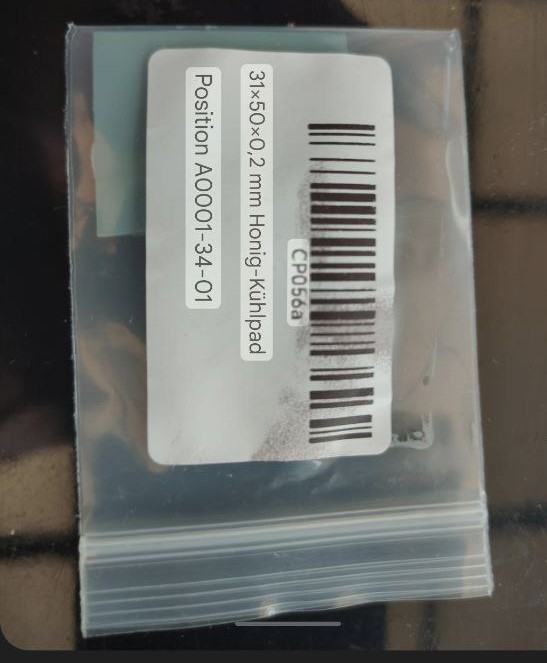 CP056a
31×50×0,2 mm Honig-Kühlpad
Position A0001-34-01